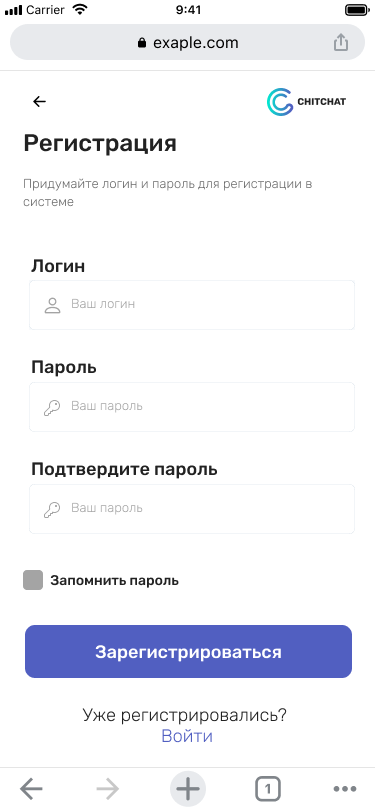 Carrier 9:41
exaple.com
CHITCHAT
Регистрация
Придумайте логин и пароль для регистрации в
системе
Логин
Ваш логин
Пароль
Ваш пароль
Подтвердите пароль
Ваш пароль
Запомнить пароль
Зарегистрироваться
Уже регистрировались?
Войти
1